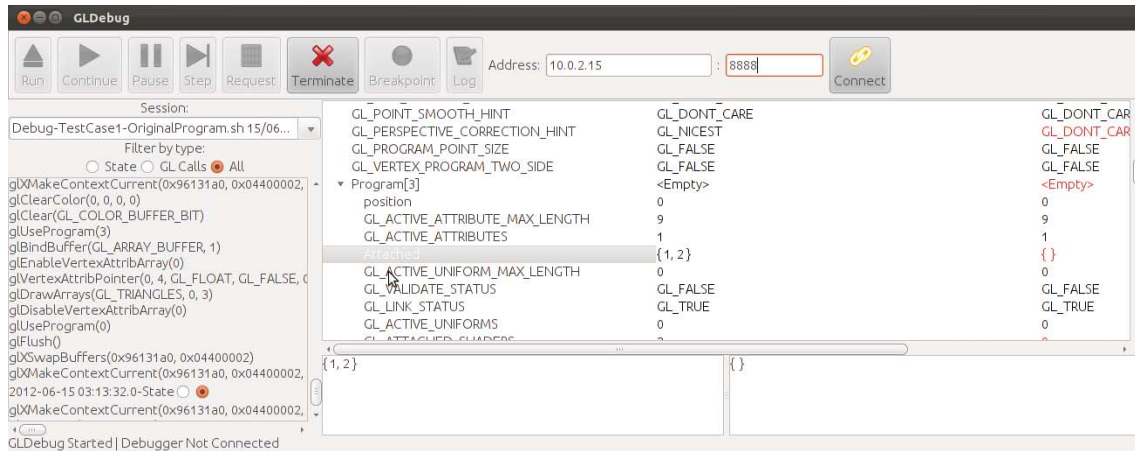 GLDebug
Run Continue Pause Step Request Terminate Breakpoint Log Address: 10.0.2.15 : 8888 Connect
Session:
Debug-TestCase1-OriginalProgram.sh 15/06...
Filter by type:
State GL Calls All
glXMakeContextCurrent(0x96131a0, 0x04400002,
glClearColor(0, 0, 0, 0)
glClear(GL_COLOR_BUFFER_BIT)
glUseProgram(3)
glBindBuffer(GL_ARRAY_BUFFER, 1)
glEnableVertexAttribArray(0)
glVertexAttribPointer(0, 4, GL_FLOAT, GL_FALSE, 0
glDrawArrays(GL_TRIANGLES, 0, 3)
glDisableVertexAttribArray(0)
glUseProgram(0)
glFlush()
glXSwapBuffers(0x96131a0, 0x04400002)
glXMakeContextCurrent(0x96131a0, 0x04400002,
2012-06-15 03:13:32.0-State
glXMakeContextCurrent(0x96131a0, 0x04400002,
GL_POINT_SMOOTH_HINT GL_DONT_CARE GL_DONT_CAR
GL_PERSPECTIVE_CORRECTION_HINT GL_NICEST GL_DONT_CAR
GL_PROGRAM_POINT_SIZE GL_FALSE GL_FALSE
GL_VERTEX_PROGRAM_TWO_SIDE GL_FALSE GL_FALSE
Program[3] <Empty> <Empty>
position 0 0
GL_ACTIVE_ATTRIBUTE_MAX_LENGTH 9 9
GL_ACTIVE_ATTRIBUTES 1 1
Attached {1, 2} { }
GL_ACTIVE_UNIFORM_MAX_LENGTH 0 0
GL_VALIDATE_STATUS GL_FALSE GL_FALSE
GL_LINK_STATUS GL_TRUE GL_TRUE
GL_ACTIVE_UNIFORMS 0 0
GL_ATTACHED_SHADERS
{1, 2} { }
GLDebug Started | Debugger Not Connected